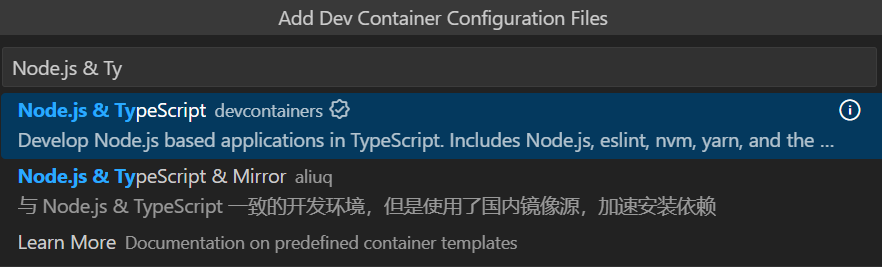 Add Dev Container Configuration Files
Node.js & Ty
Node.js & TypeScript devcontainers
Develop Node.js based applications in TypeScript. Includes Node.js, eslint, nvm, yarn, and the ...
Node.js & TypeScript & Mirror aliuq
与 Node.js & TypeScript 一致的开发环境，但是使用了国内镜像源，加速安装依赖
Learn More Documentation on predefined container templates